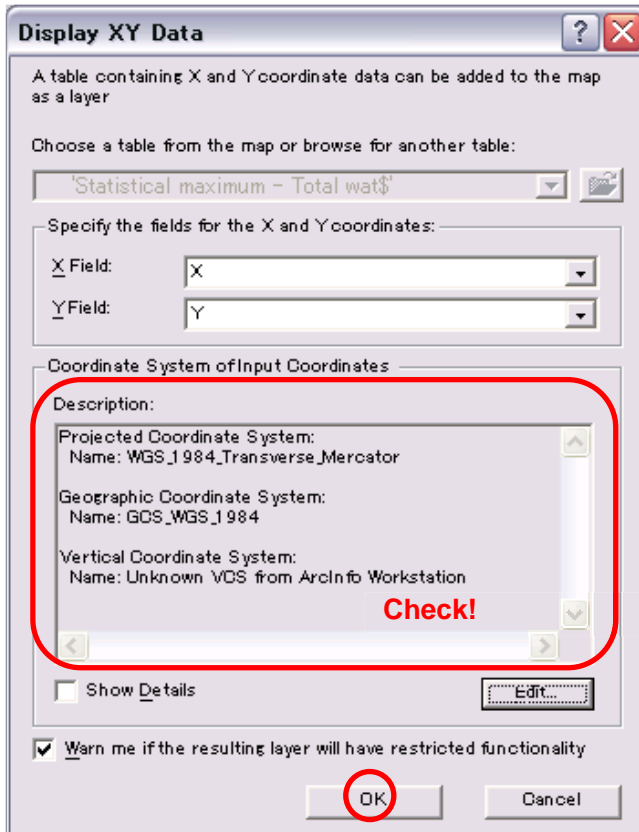 Display XY Data
?
A table containing X and Y coordinate data can be added to the map
as a layer
Choose a table from the map or browse for another table:
'Statistical maximum - Total wat$'
Specify the fields for the X and Y coordinates:
X Field:
X
Y Field:
Y
Coordinate System of Input Coordinates
Description:
Projected Coordinate System:
Name: WGS_1984_Transverse_Mercator
Geographic Coordinate System:
Name: GCS_WGS_1984
Vertical Coordinate System:
Name: Unknown VCS from ArcInfo Workstation
Check!
Show Details
Edit...
Warn me if the resulting layer will have restricted functionality
OK
Cancel